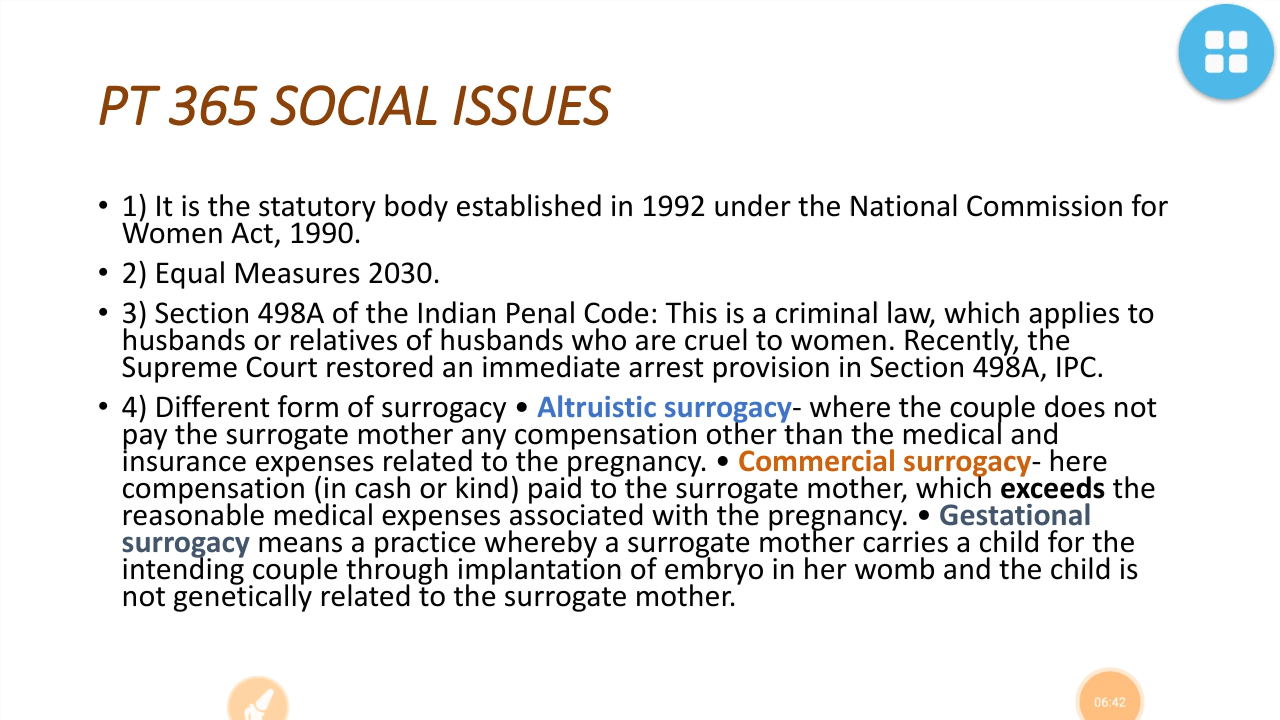 PT 365 SOCIAL ISSUES
• 1) It is the statutory body established in 1992 under the National Commission for
Women Act, 1990.
• 2) Equal Measures 2030.
• 3) Section 498A of the Indian Penal Code: This is a criminal law, which applies to
husbands or relatives of husbands who are cruel to women. Recently, the
Supreme Court restored an immediate arrest provision in Section 498A, IPC.
• 4) Different form of surrogacy • Altruistic surrogacy- where the couple does not
pay the surrogate mother any compensation other than the medical and
insurance expenses related to the pregnancy. • Commercial surrogacy- here
compensation (in cash or kind) paid to the surrogate mother, which exceeds the
reasonable medical expenses associated with the pregnancy. • Gestational
surrogacy means a practice whereby a surrogate mother carries a child for the
intending couple through implantation of embryo in her womb and the child is
not genetically related to the surrogate mother.
06:42